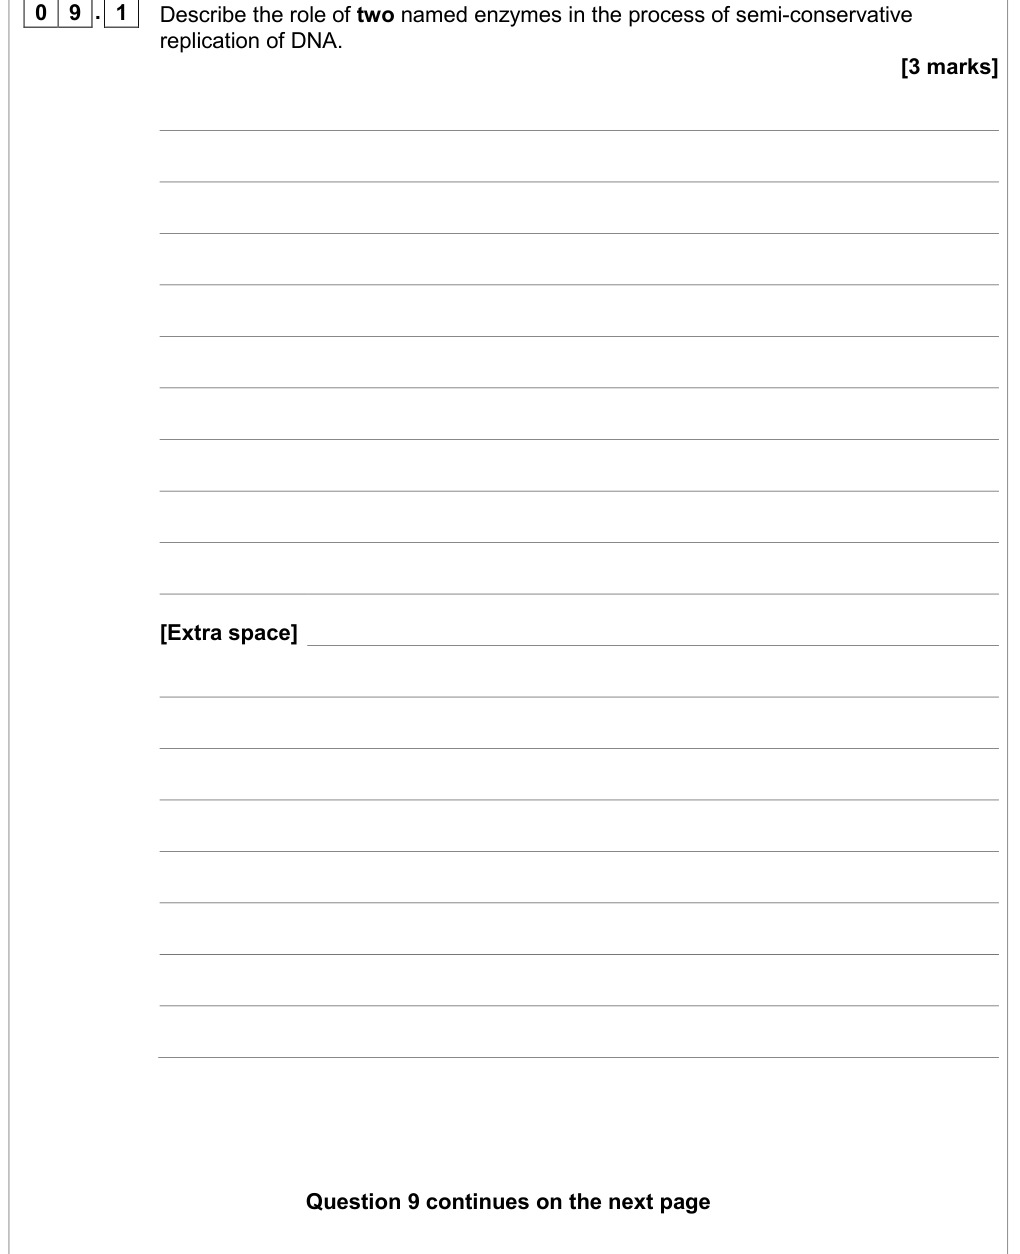 0 9 . 1 Describe the role of two named enzymes in the process of semi-conservative
replication of DNA.
[3 marks]
[Extra space]
Question 9 continues on the next page